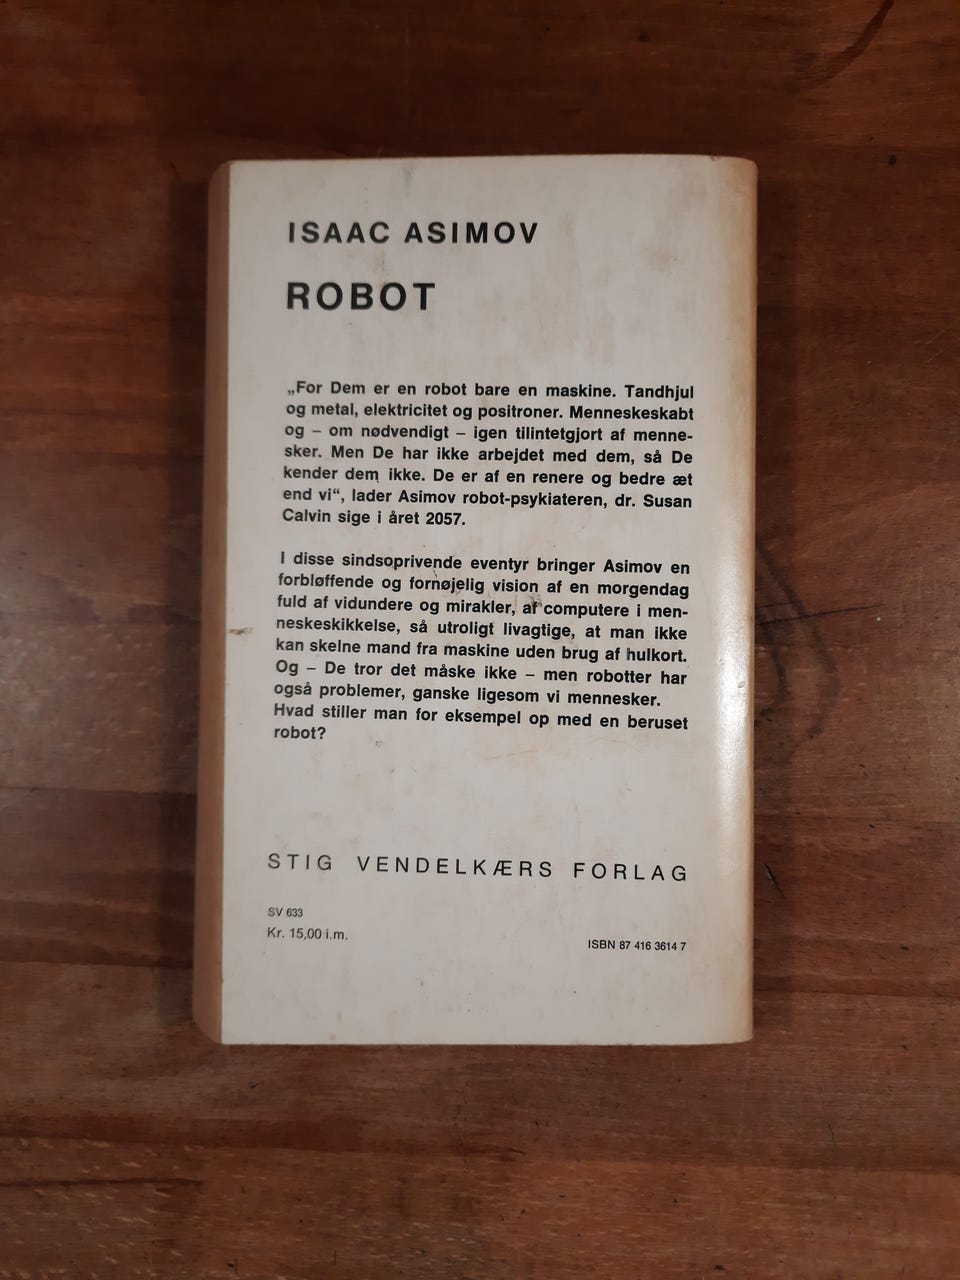 ISAAC ASIMOV
ROBOT
„For Dem er en robot bare en maskine. Tandhjul
og metal, elektricitet og positroner. Menneskeskabt
og – om nødvendigt – igen tilintetgjort af menne-
sker. Men De har ikke arbejdet med dem, så De
kender dem ikke. De er af en renere og bedre æt
end vi“, lader Asimov robot-psykiateren, dr. Susan
Calvin sige i året 2057.
I disse sindsoprivende eventyr bringer Asimov en
forbløffende og fornøjelig vision af en morgendag
fuld af vidundere og mirakler, af computere i men-
neskeskikkelse, så utroligt livagtige, at man ikke
kan skelne mand fra maskine uden brug af hulkort.
Og – De tror det måske ikke – men robotter har
også problemer, ganske ligesom vi mennesker.
Hvad stiller man for eksempel op med en beruset
robot?
STIG VENDELKÆRS FORLAG
SV 633
Kr. 15,00 i.m.
ISBN 87 416 3614 7